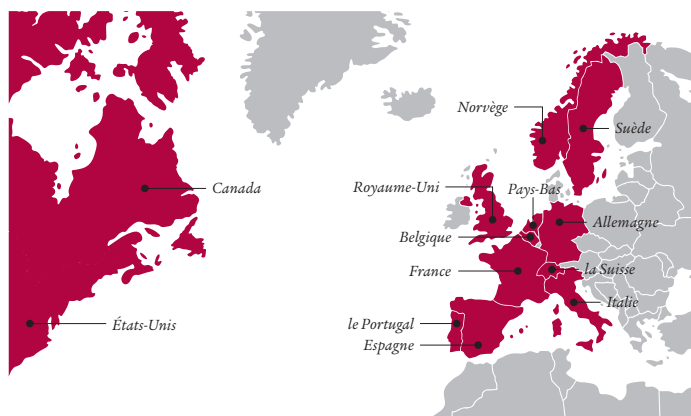 Norvège
Suède
Canada
Royaume-Uni
Pays-Bas
Allemagne
Belgique
France
la Suisse
Italie
États-Unis
le Portugal
Espagne